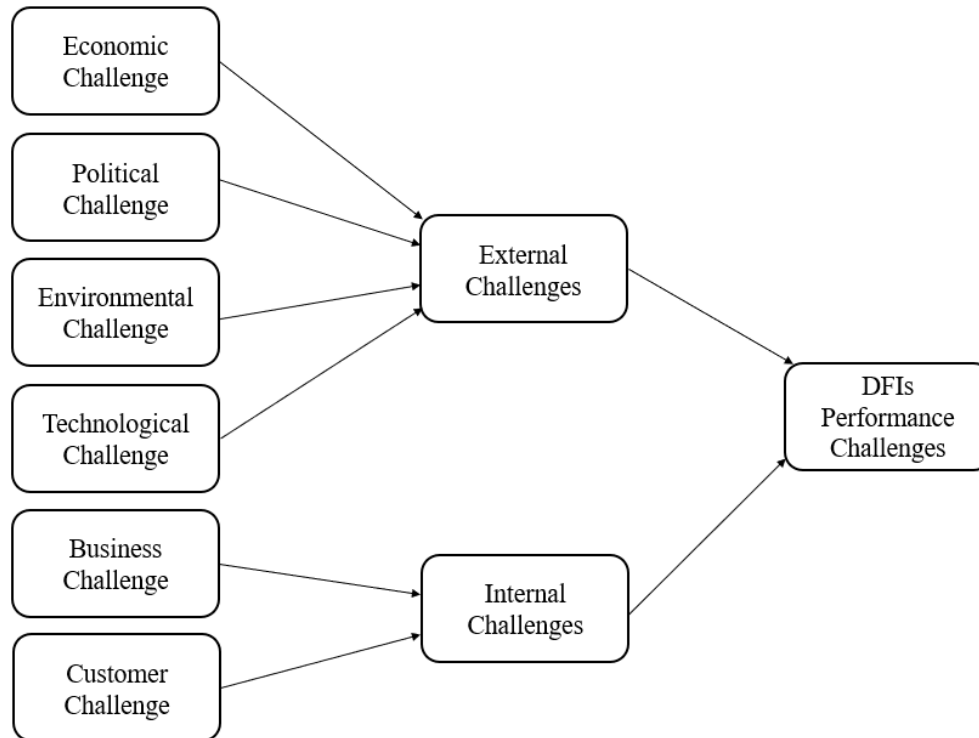 Economic
Challenge
Political
Challenge
Environmental
Challenge
Technological
Challenge
Business
Challenge
Customer
Challenge
External
Challenges
Internal
Challenges
DFIs
Performance
Challenges